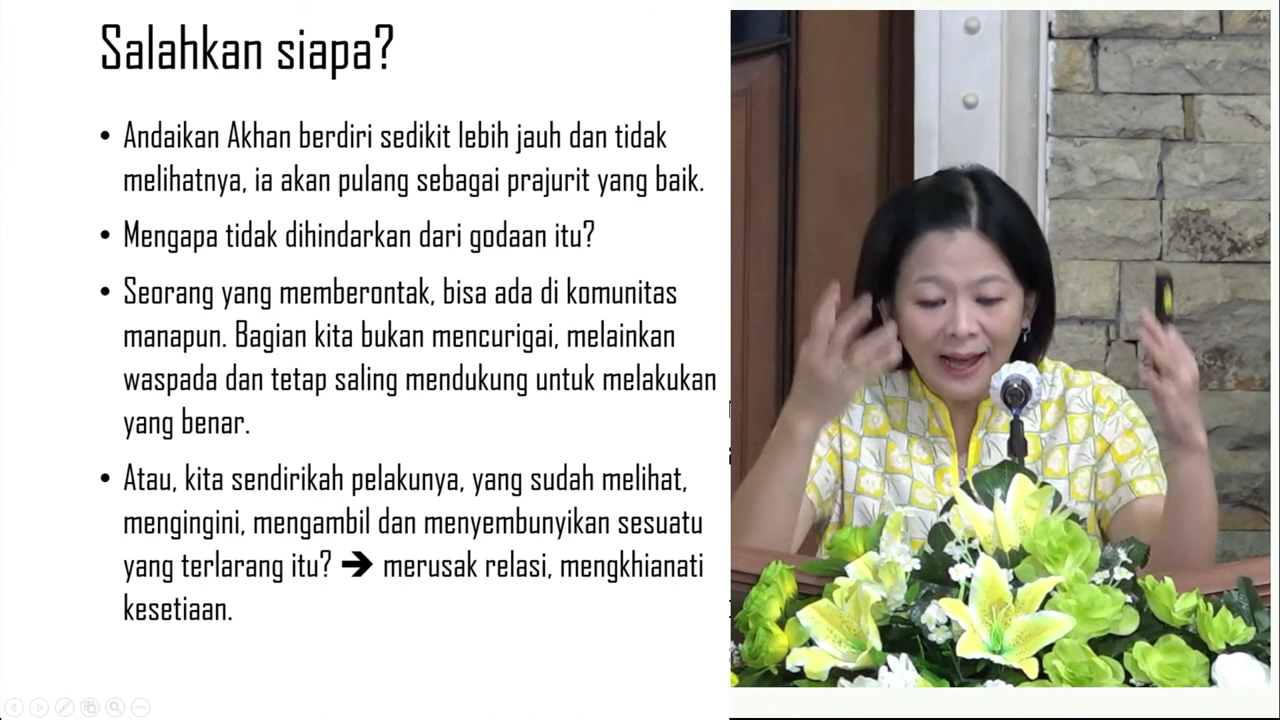 Salahkan siapa?
• Andaikan Akhan berdiri sedikit lebih jauh dan tidak
melihatnya, ia akan pulang sebagai prajurit yang baik.
• Mengapa tidak dihindarkan dari godaan itu?
• Seorang yang memberontak, bisa ada di komunitas
manapun. Bagian kita bukan mencurigai, melainkan
waspada dan tetap saling mendukung untuk melakukan
yang benar.
• Atau, kita sendirikah pelakunya, yang sudah melihat,
mengingini, mengambil dan menyembunyikan sesuatu
yang terlarang itu? ➔ merusak relasi, mengkhianati
kesetiaan.